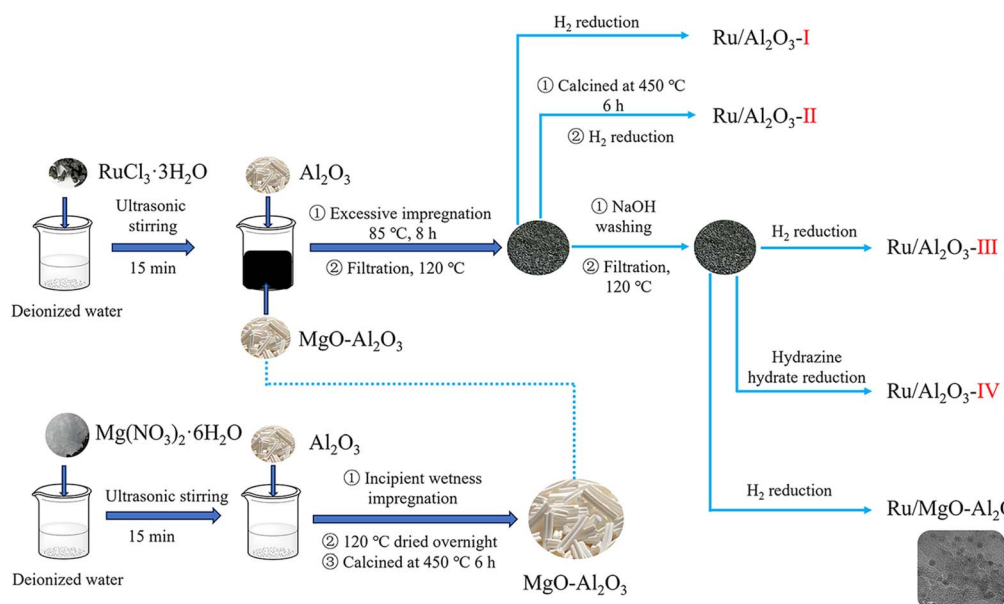 H₂ reduction
Ru/Al₂O₃-I
① Calcined at 450 ℃
6 h
② H₂ reduction
Ru/Al₂O₃-II
RuCl₃·3H₂O
Al₂O₃
Ultrasonic
stirring
15 min
① Excessive impregnation
85 ℃, 8 h
② Filtration, 120 ℃
① NaOH
washing
② Filtration,
120 ℃
H₂ reduction
Ru/Al₂O₃-III
Deionized water
MgO-Al₂O₃
Hydrazine
hydrate reduction
Ru/Al₂O₃-IV
Mg(NO₃)₂·6H₂O
Al₂O₃
Ultrasonic stirring
15 min
① Incipient wetness
impregnation
② 120 ℃ dried overnight
③ Calcined at 450 ℃ 6 h
H₂ reduction
Ru/MgO-Al₂O
Deionized water
MgO-Al₂O₃